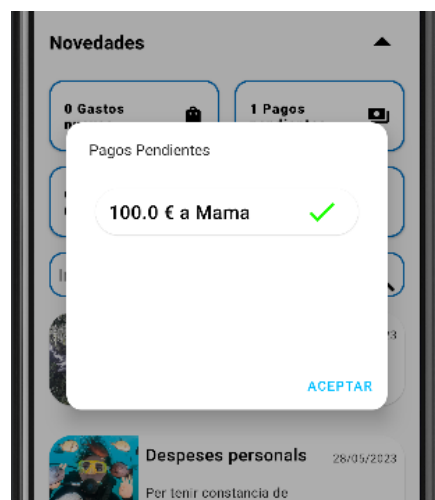 Novedades
0 Gastos
1 Pagos
Pagos Pendientes
100.0 € a Mama
ACEPTAR
Despeses personals
28/05/2023
Per tenir constancia de